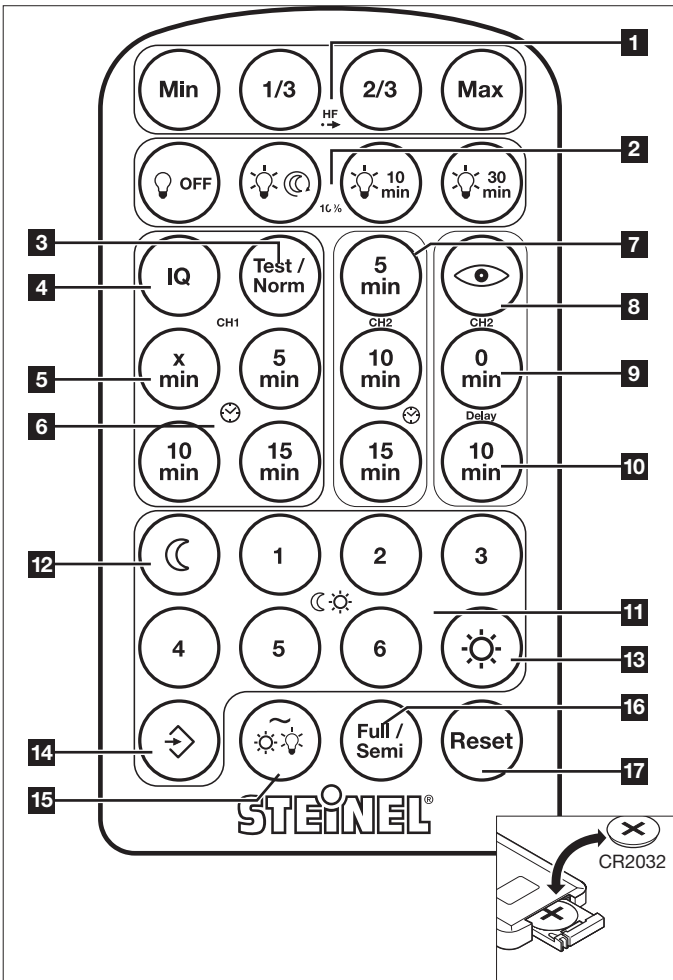 1
Min 1/3 2/3 Max
HF
2
OFF 10 min 30 min
10%
3
7
4
IQ Test / Norm 5 min
8
CH1 CH2 CH2
5
x min 5 min 10 min 0 min
9
6
Delay
10 min 15 min 15 min 10 min
10
12
1 2 3
11
4 5 6
13
16
14
Full / Semi Reset
15
17
STEINEL®
CR2032